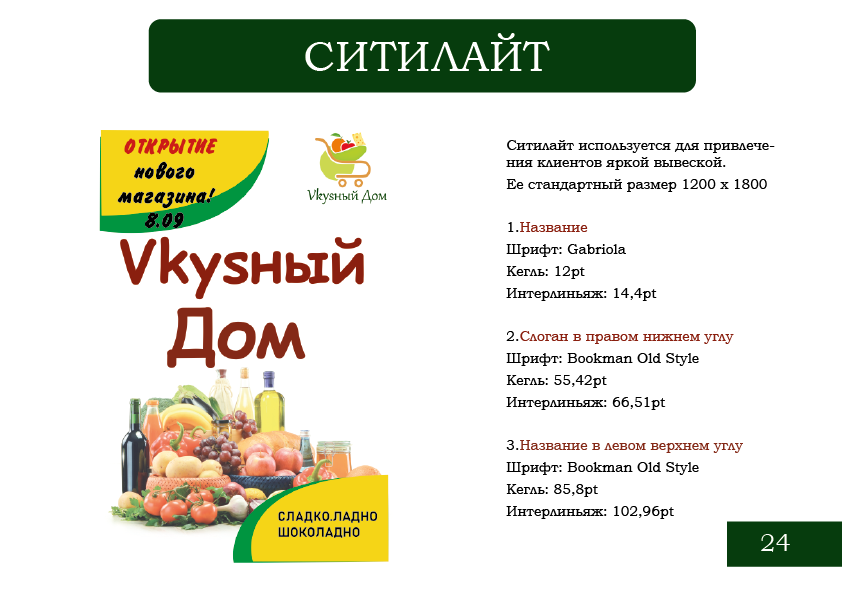 СИТИЛАЙТ
ОТКРЫТИЕ
нового
магазина!
8.09
Vkyсный Дом
Vkysный
Дом
СЛАДКО.ЛАДНО
ШОКОЛАДНО
Ситилайт используется для привлече-
ния клиентов яркой вывеской.
Ее стандартный размер 1200 х 1800
1.Название
Шрифт: Gabriola
Кегль: 12pt
Интерлиньяж: 14,4pt
2.Слоган в правом нижнем углу
Шрифт: Bookman Old Style
Кегль: 55,42pt
Интерлиньяж: 66,51pt
3.Название в левом верхнем углу
Шрифт: Bookman Old Style
Кегль: 85,8pt
Интерлиньяж: 102,96pt
24